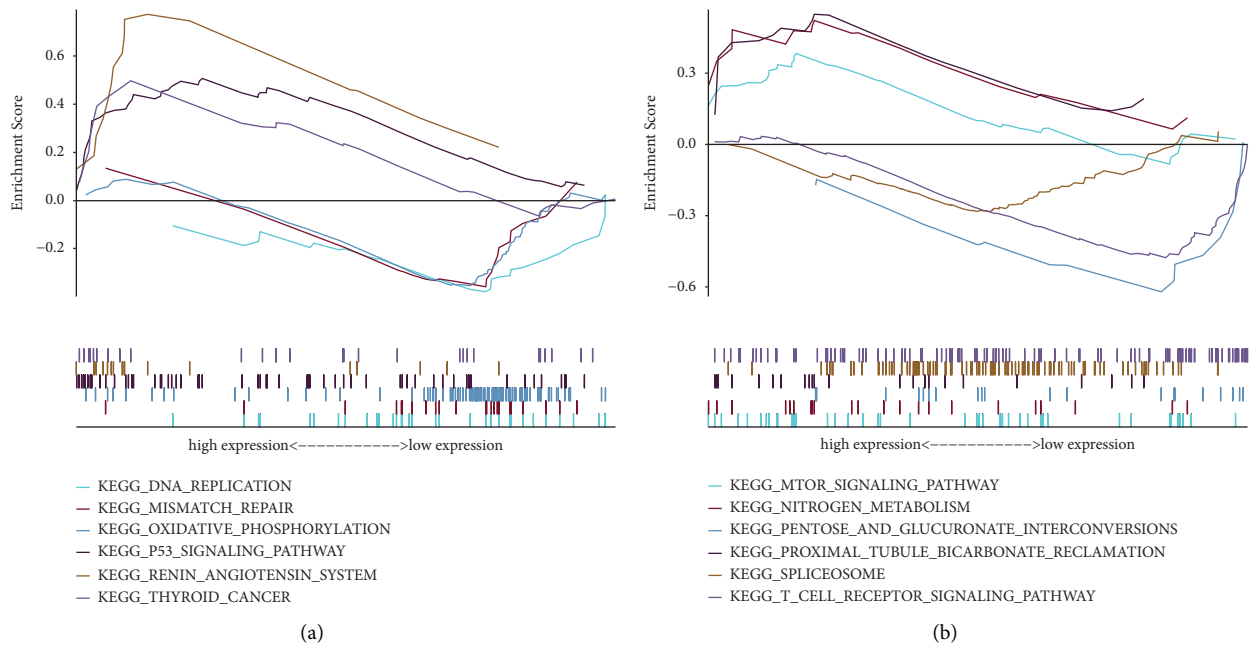 Enrichment Score
0.6
0.4
0.2
0.0
−0.2
high expression<−−−−−−−−−−−>low expression
KEGG_DNA_REPLICATION
KEGG_MISMATCH_REPAIR
KEGG_OXIDATIVE_PHOSPHORYLATION
KEGG_P53_SIGNALING_PATHWAY
KEGG_RENIN_ANGIOTENSIN_SYSTEM
KEGG_THYROID_CANCER
(a)
Enrichment Score
0.3
0.0
−0.3
−0.6
high expression<−−−−−−−−−−−>low expression
KEGG_MTOR_SIGNALING_PATHWAY
KEGG_NITROGEN_METABOLISM
KEGG_PENTOSE_AND_GLUCURONATE_INTERCONVERSIONS
KEGG_PROXIMAL_TUBULE_BICARBONATE_RECLAMATION
KEGG_SPLICEOSOME
KEGG_T_CELL_RECEPTOR_SIGNALING_PATHWAY
(b)